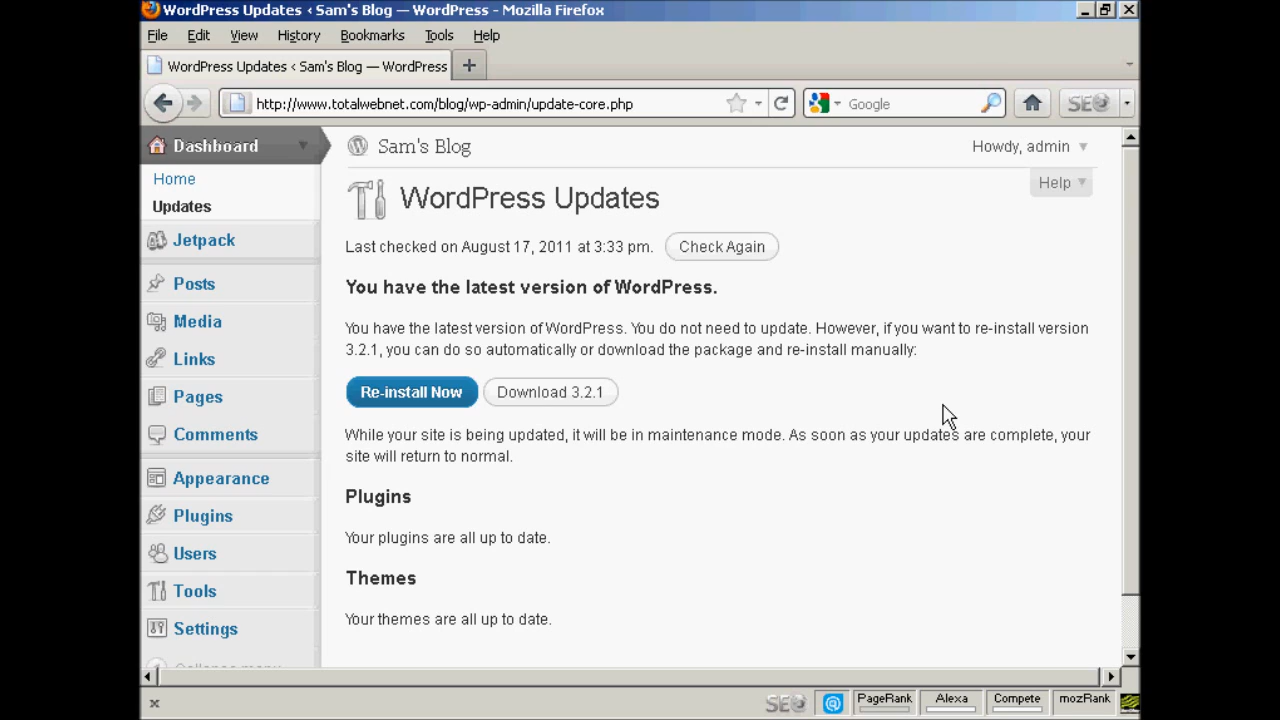 WordPress Updates ‹ Sam's Blog — WordPress - Mozilla Firefox
File Edit View History Bookmarks Tools Help
WordPress Updates ‹ Sam's Blog — WordPress
http://www.totalwebnet.com/blog/wp-admin/update-core.php
Google
SEO
Dashboard
Sam's Blog
Howdy, admin
Home
Help
WordPress Updates
Updates
Jetpack
Last checked on August 17, 2011 at 3:33 pm. Check Again
Posts
You have the latest version of WordPress.
Media
You have the latest version of WordPress. You do not need to update. However, if you want to re-install version
3.2.1, you can do so automatically or download the package and re-install manually:
Links
Pages
Re-install Now Download 3.2.1
Comments
While your site is being updated, it will be in maintenance mode. As soon as your updates are complete, your
site will return to normal.
Appearance
Plugins
Plugins
Your plugins are all up to date.
Users
Themes
Tools
Your themes are all up to date.
Settings
Collapse menu
SEO PageRank Alexa Compete mozRank